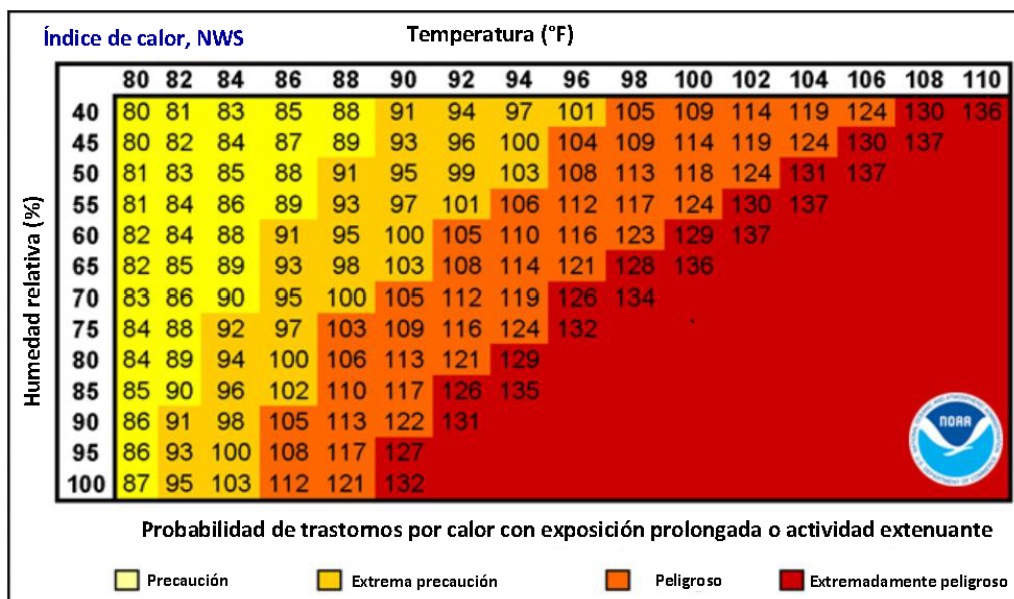 Índice de calor, NWS
Temperatura (°F)
80 82 84 86 88 90 92 94 96 98 100 102 104 106 108 110
Humedad relativa (%)
40 80 81 83 85 88 91 94 97 101 105 109 114 119 124 130 136
45 80 82 84 87 89 93 96 100 104 109 114 119 124 130 137
50 81 83 85 88 91 95 99 103 108 113 118 124 131 137
55 81 84 86 89 93 97 101 106 112 117 124 130 137
60 82 84 88 91 95 100 105 110 116 123 129 137
65 82 85 89 93 98 103 108 114 121 128 136
70 83 86 90 95 100 105 112 119 126 134
75 84 88 92 97 103 109 116 124 132
80 84 89 94 100 106 113 121 129
85 85 90 96 102 110 117 126 135
90 86 91 98 105 113 122 131
95 86 93 100 108 117 127
100 87 95 103 112 121 132
NOAA
Probabilidad de trastornos por calor con exposición prolongada o actividad extenuante
Precaución
Extrema precaución
Peligroso
Extremadamente peligroso